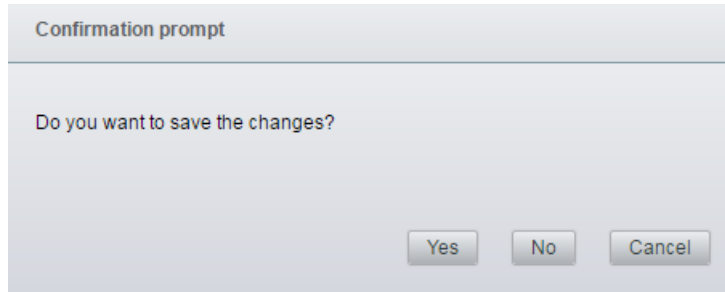 Confirmation prompt
Do you want to save the changes?
Yes No Cancel